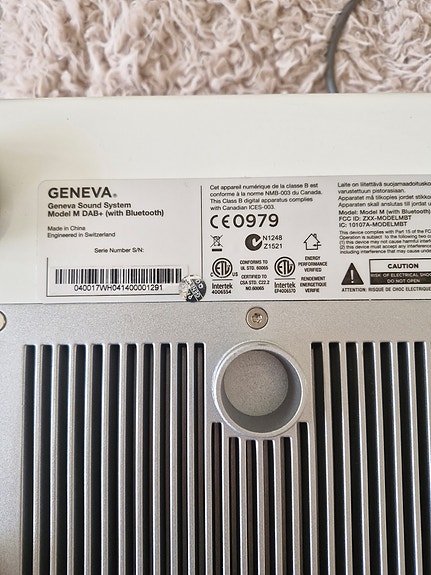 GENEVA®
Geneva Sound System
Model M DAB+ (with Bluetooth)
Made in China
Engineered in Switzerland
Serie Number S/N:
040017WH041400001291
Cet appareil numérique de la classe B est
conforme à la norme NMB-003 du Canada.
This Class B digital apparatus complies
with Canadian ICES-003.
CE0979
N1248
Z1521
CONFORMS TO
UL STD. 60065
CERTIFIED TO
CSA STD. C22.2
NO.60065
Intertek
4006554
Intertek
EP4006570
ENERGY
PERFORMANCE
VERIFIED
RENDEMENT
ENERGETIQUE
VERIFIE
Laite on liitettävä suojamadoitusko
varustettuun pistorasiaan.
Apparatet må tilkoples jordet stikko
Apparaten skall anslutas till jordat u
Model: Model M (with Bluetooth)
FCC ID: ZXX-MODELMBT
IC: 10107A-MODELMBT
This device complies with Part 15 of the FC
Operation is subject to the following two co
(1) this device may not cause harmful interf
(2) this device must accept any interference
including interference that may cause
CAUTION
RISK OF ELECTRIC SHOCK
DO NOT OPEN
ATTENTION: RISQUE DE CHOC ELECTRIQUE